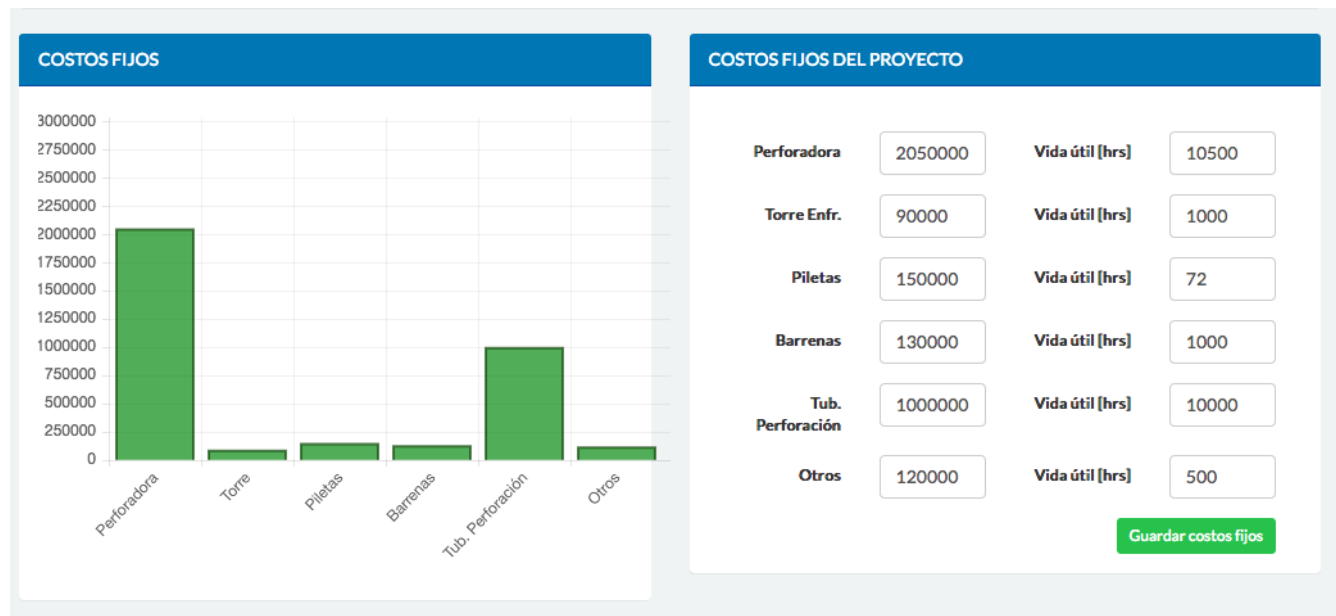 COSTOS FIJOS
3000000
2750000
2500000
2250000
2000000
1750000
1500000
1250000
1000000
750000
500000
250000
0
Perforadora
Torre
Piletas
Barrenas
Tub. Perforación
Otros
COSTOS FIJOS DEL PROYECTO
Perforadora 2050000 Vida útil [hrs] 10500
Torre Enfr. 90000 Vida útil [hrs] 1000
Piletas 150000 Vida útil [hrs] 72
Barrenas 130000 Vida útil [hrs] 1000
Tub. 1000000 Vida útil [hrs] 10000
Perforación
Otros 120000 Vida útil [hrs] 500
Guardar costos fijos